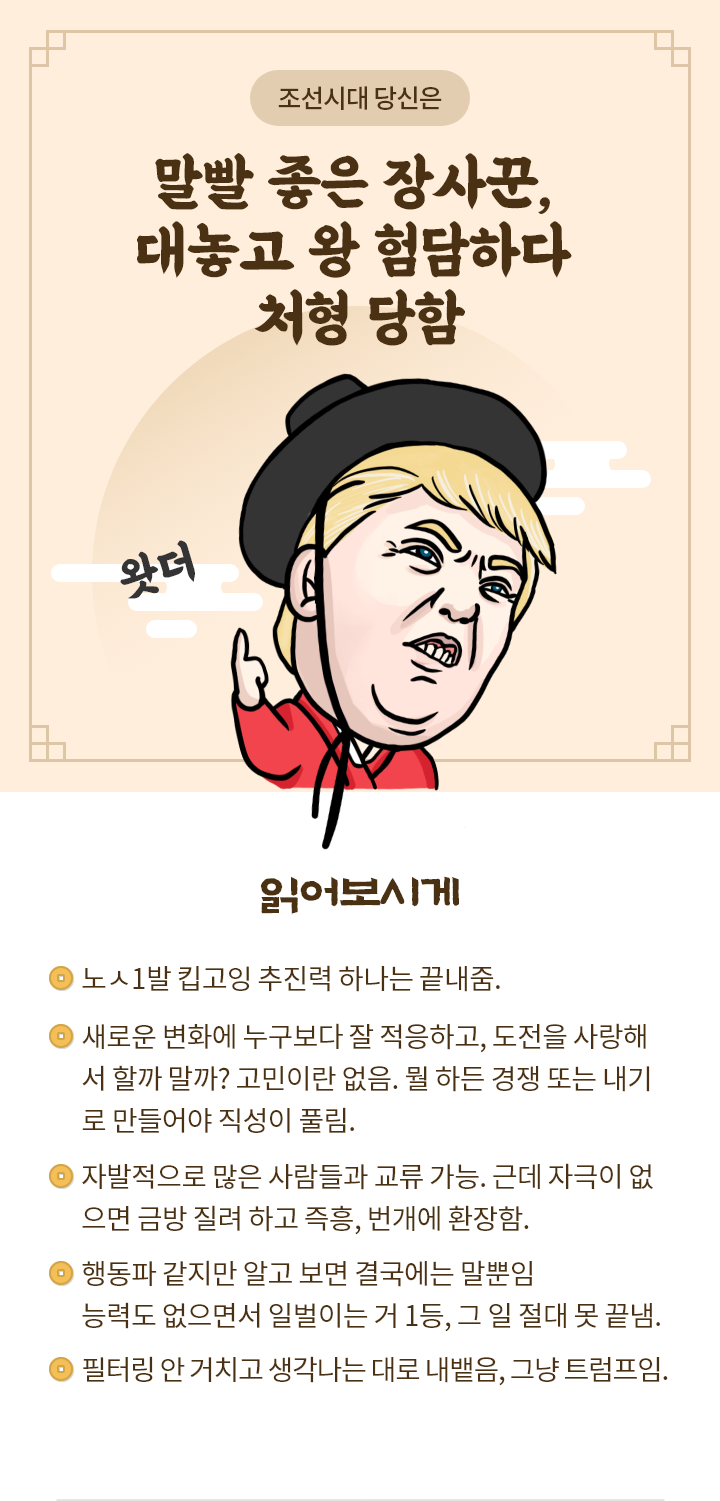 조선시대 당신은
말빨 좋은 장사꾼,
대놓고 왕 험담하다
처형 당함
왓더
읽어보시게
노ㅅ1발 킵고잉 추진력 하나는 끝내줌.
새로운 변화에 누구보다 잘 적응하고, 도전을 사랑해
서 할까 말까? 고민이란 없음. 뭘 하든 경쟁 또는 내기
로 만들어야 직성이 풀림.
자발적으로 많은 사람들과 교류 가능. 근데 자극이 없
으면 금방 질려 하고 즉흥, 번개에 환장함.
행동파 같지만 알고 보면 결국에는 말뿐임
능력도 없으면서 일벌이는 거 1등, 그 일 절대 못 끝냄.
필터링 안 거치고 생각나는 대로 내뱉음, 그냥 트럼프임.